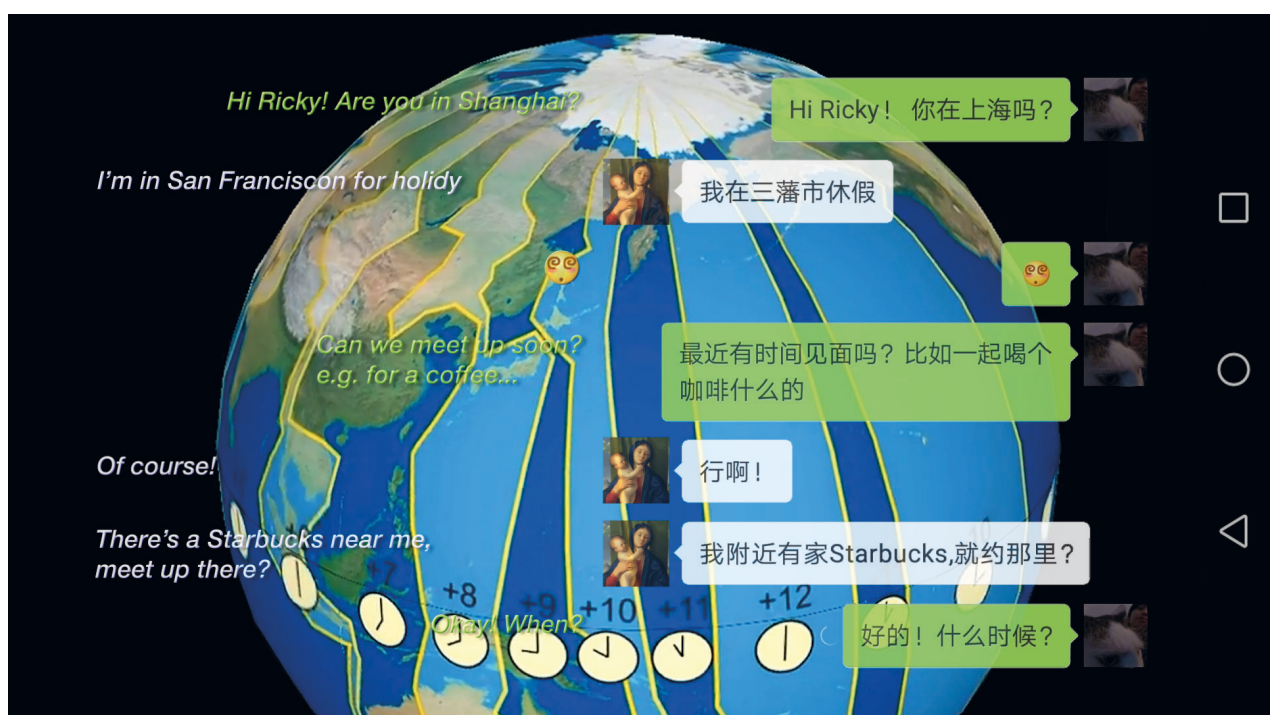 Hi Ricky! Are you in Shanghai?
Hi Ricky! 你在上海吗?
I'm in San Franciscon for holidy
我在三藩市休假
Can we meet up soon?
e.g. for a coffee...
最近有时间见面吗?比如一起喝个
咖啡什么的
Of course!
行啊!
There's a Starbucks near me,
meet up there?
我附近有家Starbucks,就约那里?
+7
+8
+9
+10
+11
+12
Okay! When?
好的!什么时候?